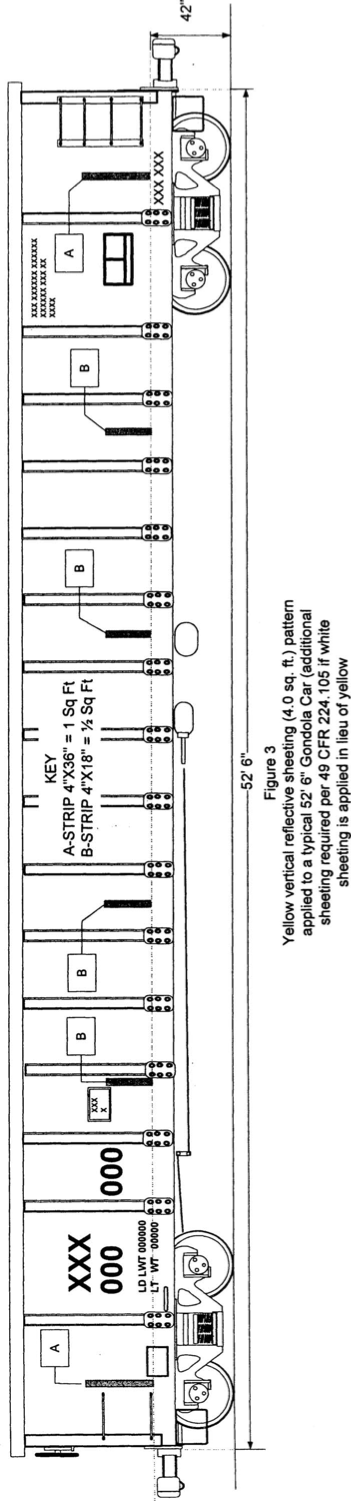 A
XXX
000
000
LD LWT 000000
LT WT 00000
XXX
X
B
B
KEY
A-STRIP 4"X36" = 1 Sq Ft
B-STRIP 4"X18" = ½ Sq Ft
B
B
A
XXX XXXXXX XXXXXX
XXXXXX XXX XX
XXXX
XXX XXX
42"
52' 6"
Figure 3
Yellow vertical reflective sheeting (4.0 sq. ft.) pattern
applied to a typical 52' 6" Gondola Car (additional
sheeting required per 49 CFR 224.105 if white
sheeting is applied in lieu of yellow